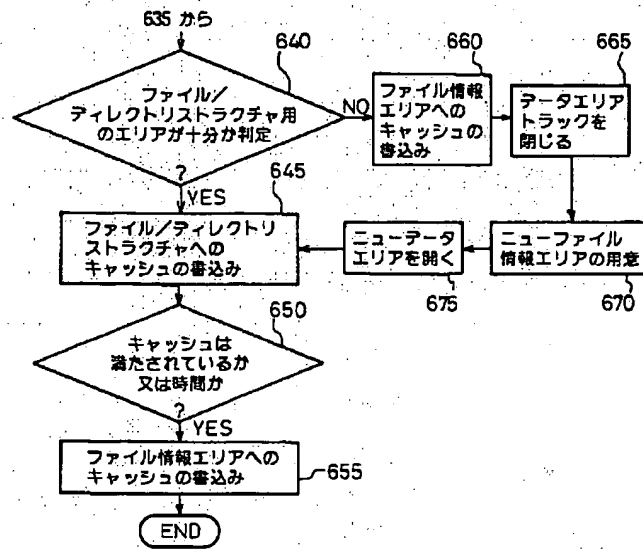 635 から
640
ファイル/
ディレクトリストラクチャ用
のエリアが十分か判定
?
NO
YES
660
ファイル情報
エリアへの
キャッシュの
書込み
665
データエリア
トラックを
閉じる
645
ファイル/ディレクトリ
ストラクチャへの
キャッシュの書込み
ニューデータ
エリアを開く
675
ニューファイル
情報エリアの用意
670
650
キャッシュは
満たされているか
又は時間か
?
YES
ファイル情報エリアへの
キャッシュの書込み
655
END